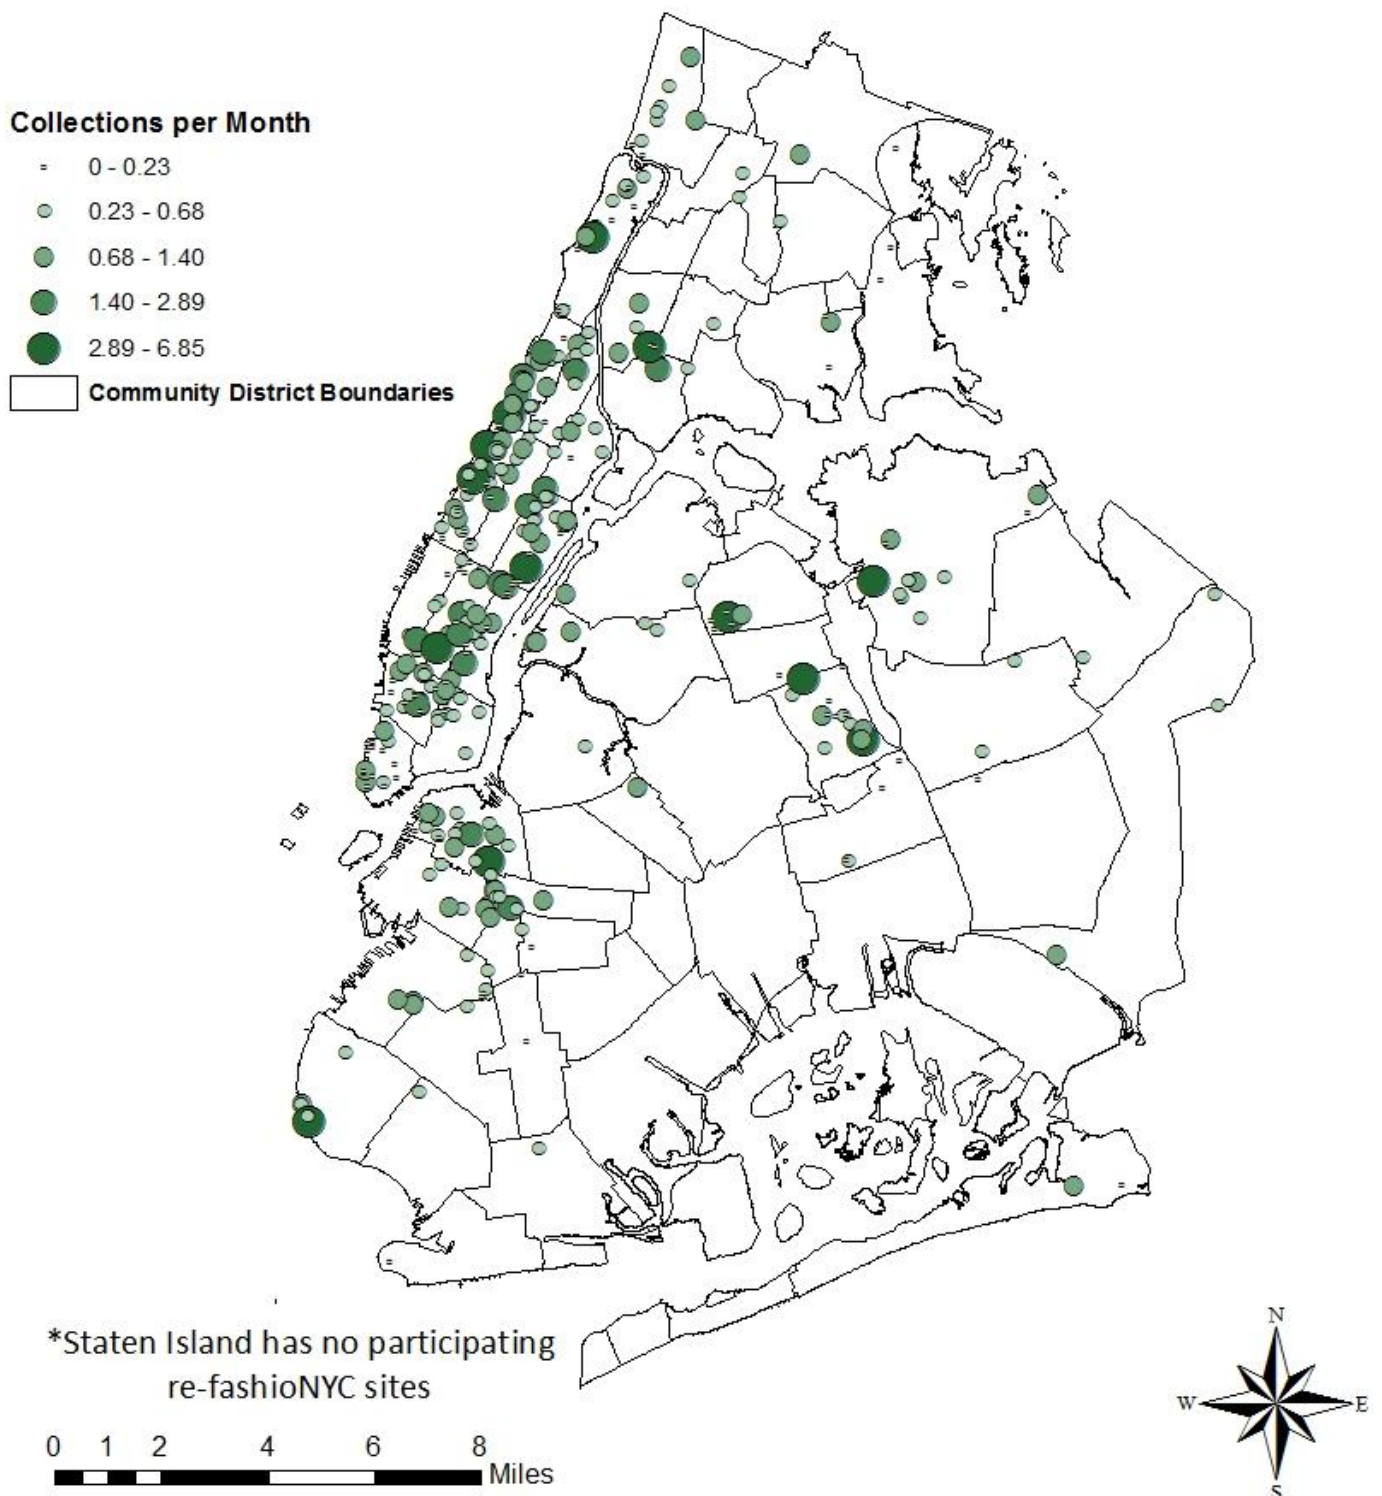 Collections per Month
0 - 0.23
0.23 - 0.68
0.68 - 1.40
1.40 - 2.89
2.89 - 6.85
Community District Boundaries
*Staten Island has no participating
re-fashioNYC sites
0 1 2 4 6 8
Miles
N
W E
S